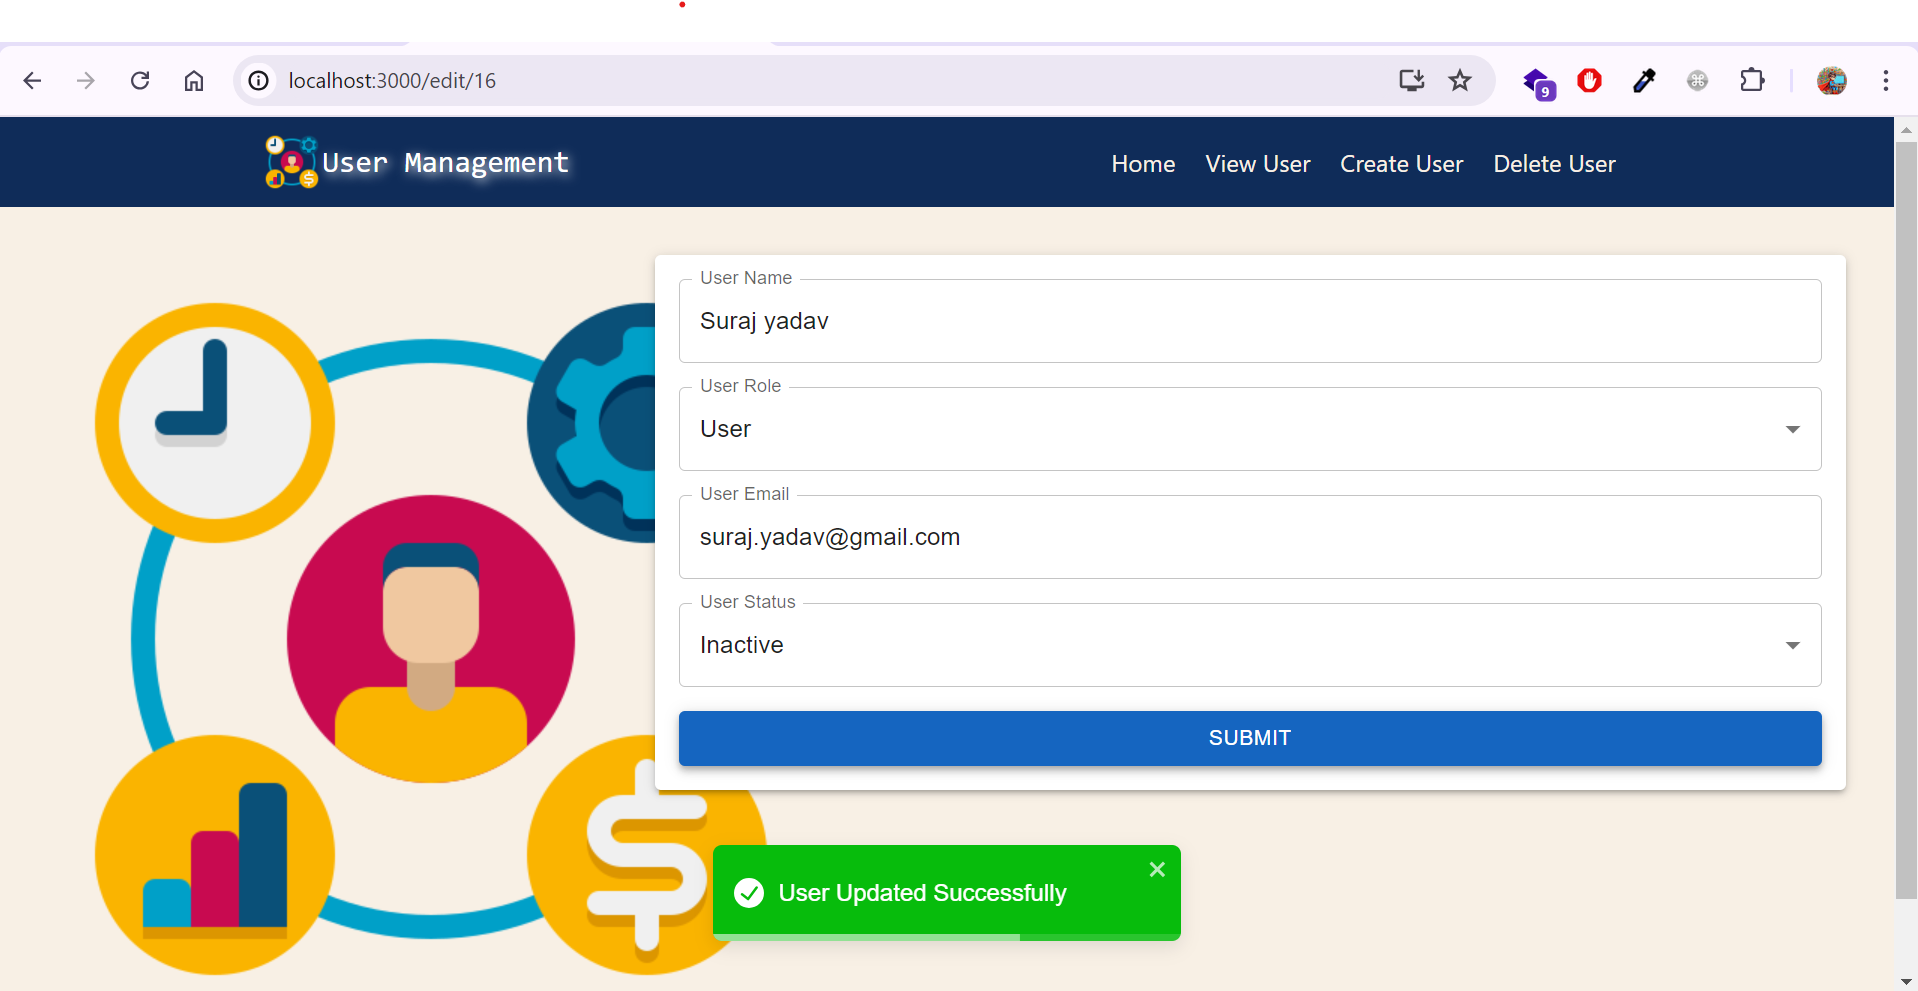 localhost:3000/edit/16
9
User Management
Home View User Create User Delete User
User Name
Suraj yadav
User Role
User
User Email
suraj.yadav@gmail.com
User Status
Inactive
SUBMIT
User Updated Successfully